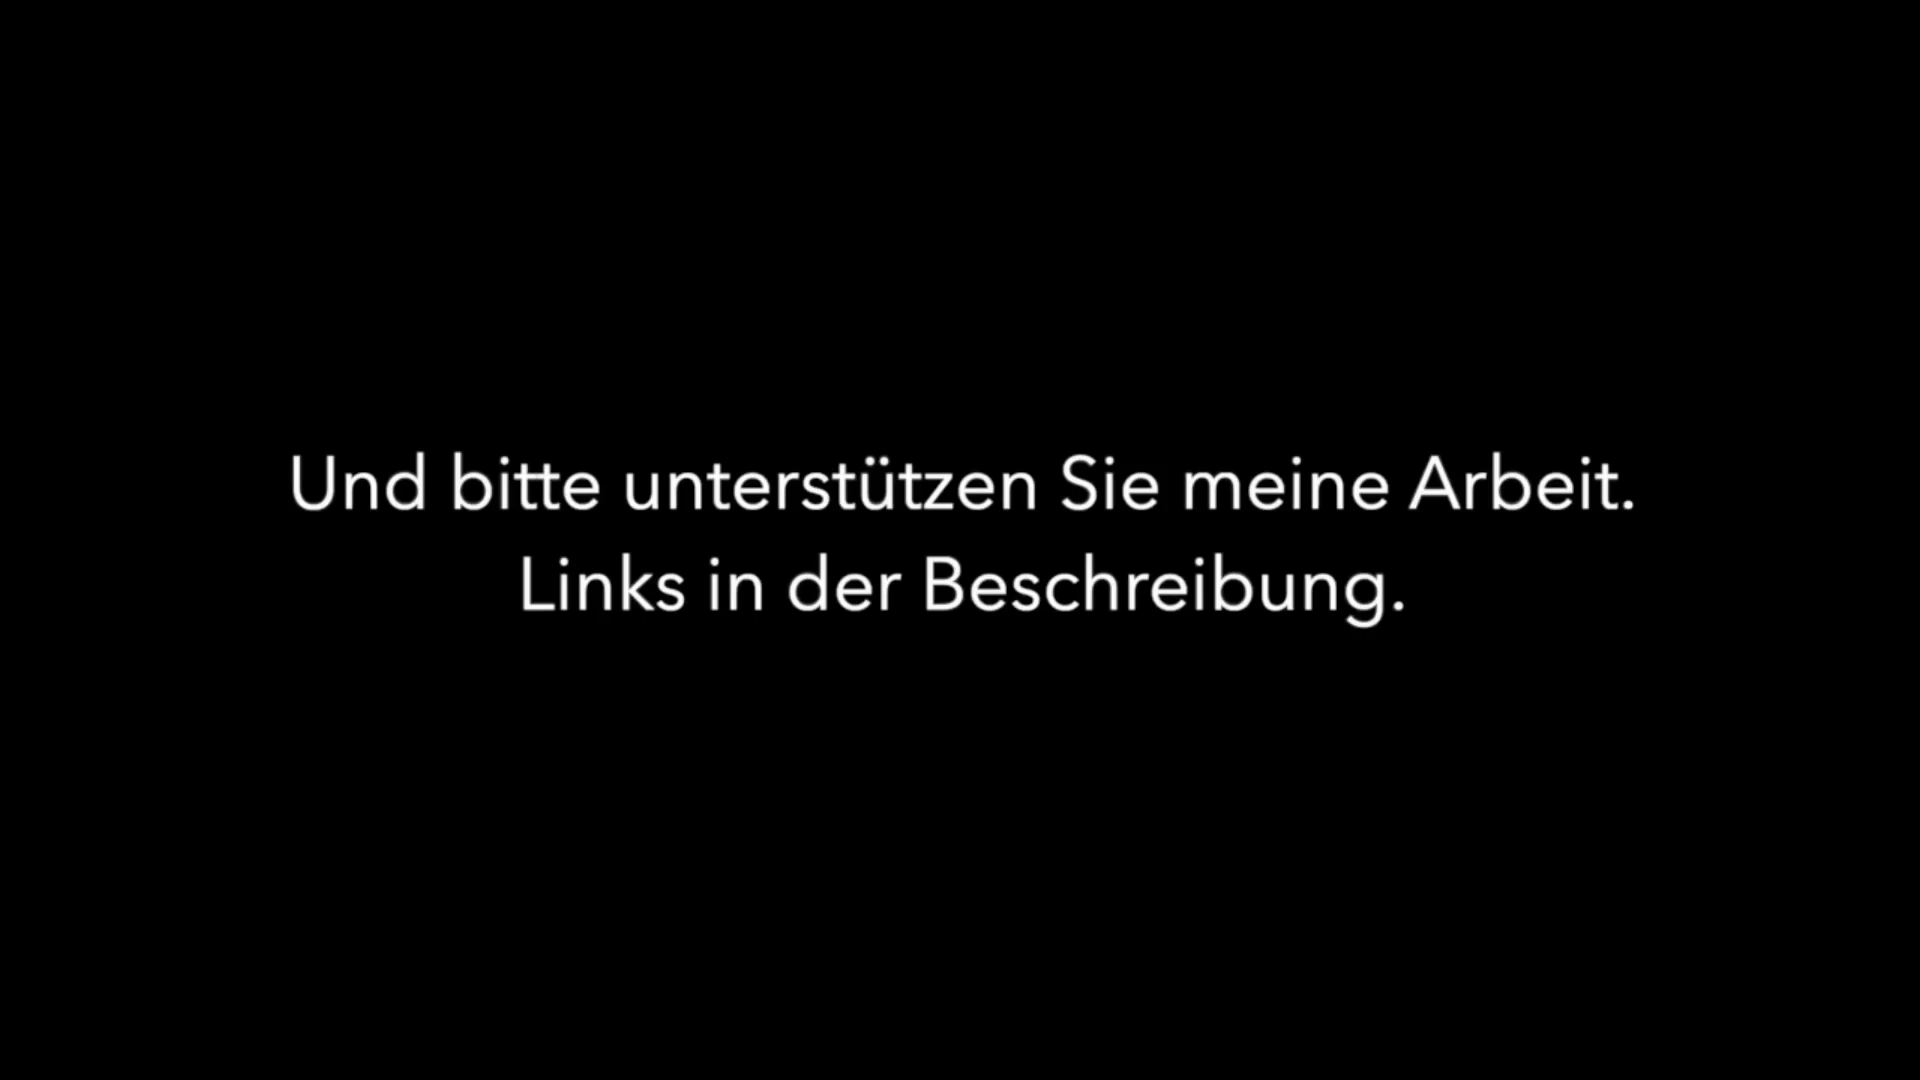 Und bitte unterstützen Sie meine Arbeit.
Links in der Beschreibung.